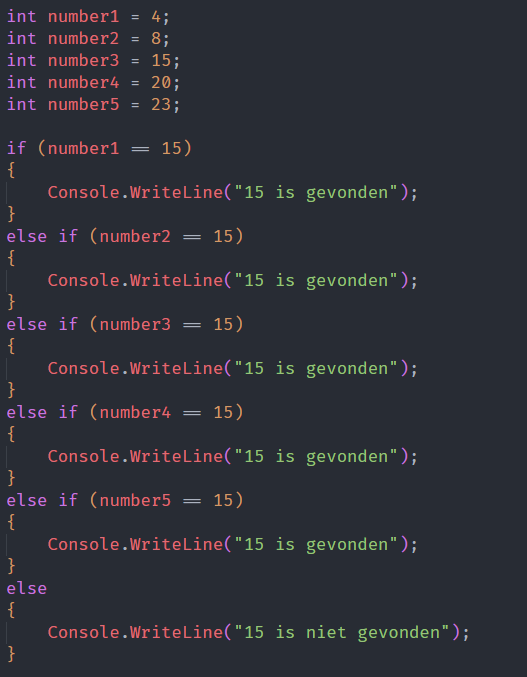 int number1 = 4;
int number2 = 8;
int number3 = 15;
int number4 = 20;
int number5 = 23;

if (number1 == 15)
{
    Console.WriteLine("15 is gevonden");
}
else if (number2 == 15)
{
    Console.WriteLine("15 is gevonden");
}
else if (number3 == 15)
{
    Console.WriteLine("15 is gevonden");
}
else if (number4 == 15)
{
    Console.WriteLine("15 is gevonden");
}
else if (number5 == 15)
{
    Console.WriteLine("15 is gevonden");
}
else
{
    Console.WriteLine("15 is niet gevonden");
}